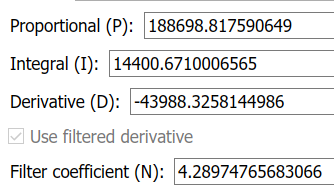 Proportional (P): 188698.817590649
Integral (I): 14400.6710006565
Derivative (D): -43988.3258144986
Use filtered derivative
Filter coefficient (N): 4.28974765683066